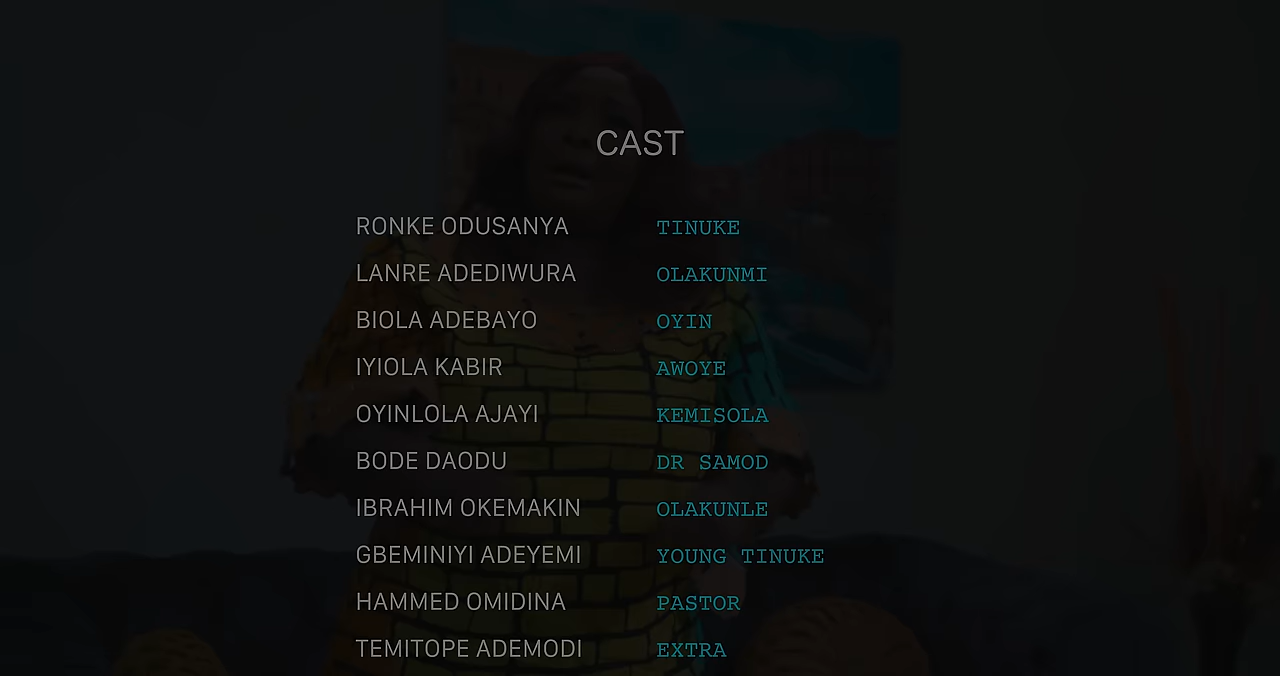 CAST
RONKE ODUSANYA TINUKE
LANRE ADEDIWURA OLAKUNMI
BIOLA ADEBAYO OYIN
IYIOLA KABIR AWOYE
OYINLOLA AJAYI KEMISOLA
BODE DAODU DR SAMOD
IBRAHIM OKEMAKIN OLAKUNLE
GBEMINIYI ADEYEMI YOUNG TINUKE
HAMMED OMIDINA PASTOR
TEMITOPE ADEMODI EXTRA